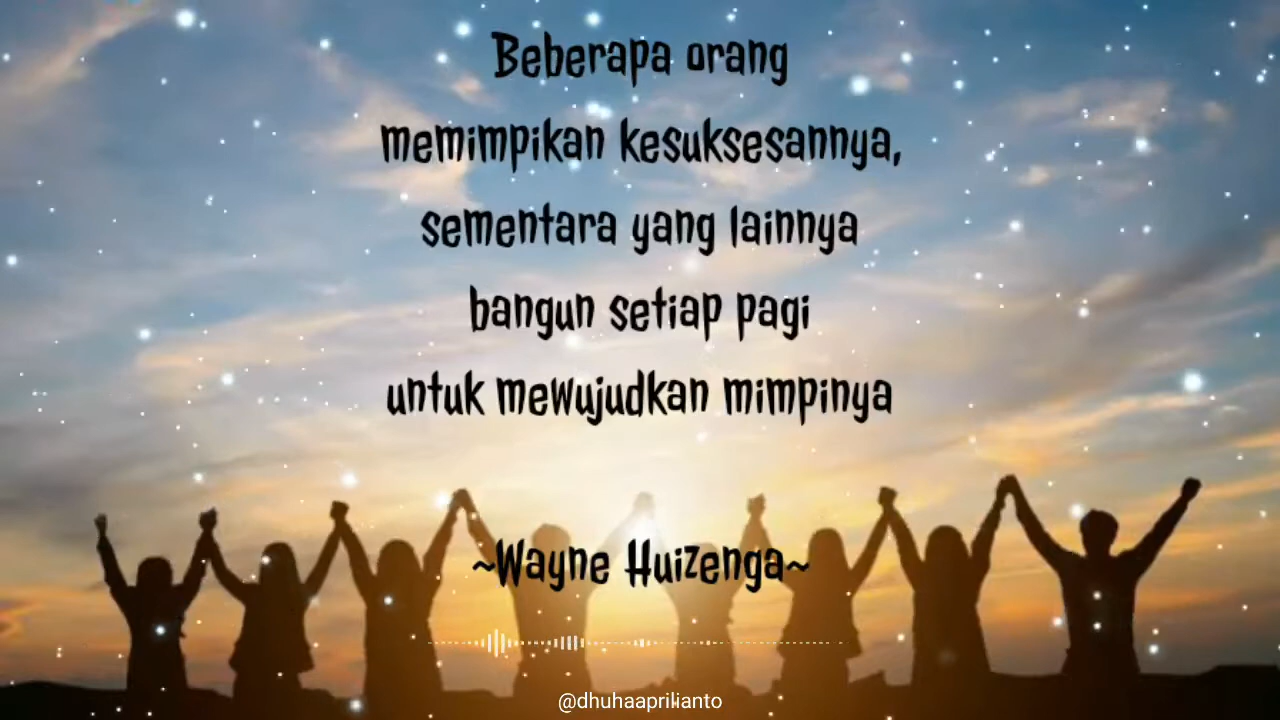 Beberapa orang
memimpikan kesuksesannya,
sementara yang lainnya
bangun setiap pagi
untuk mewujudkan mimpinya
~Wayne Huizenga~
@dhuhaaprilianto